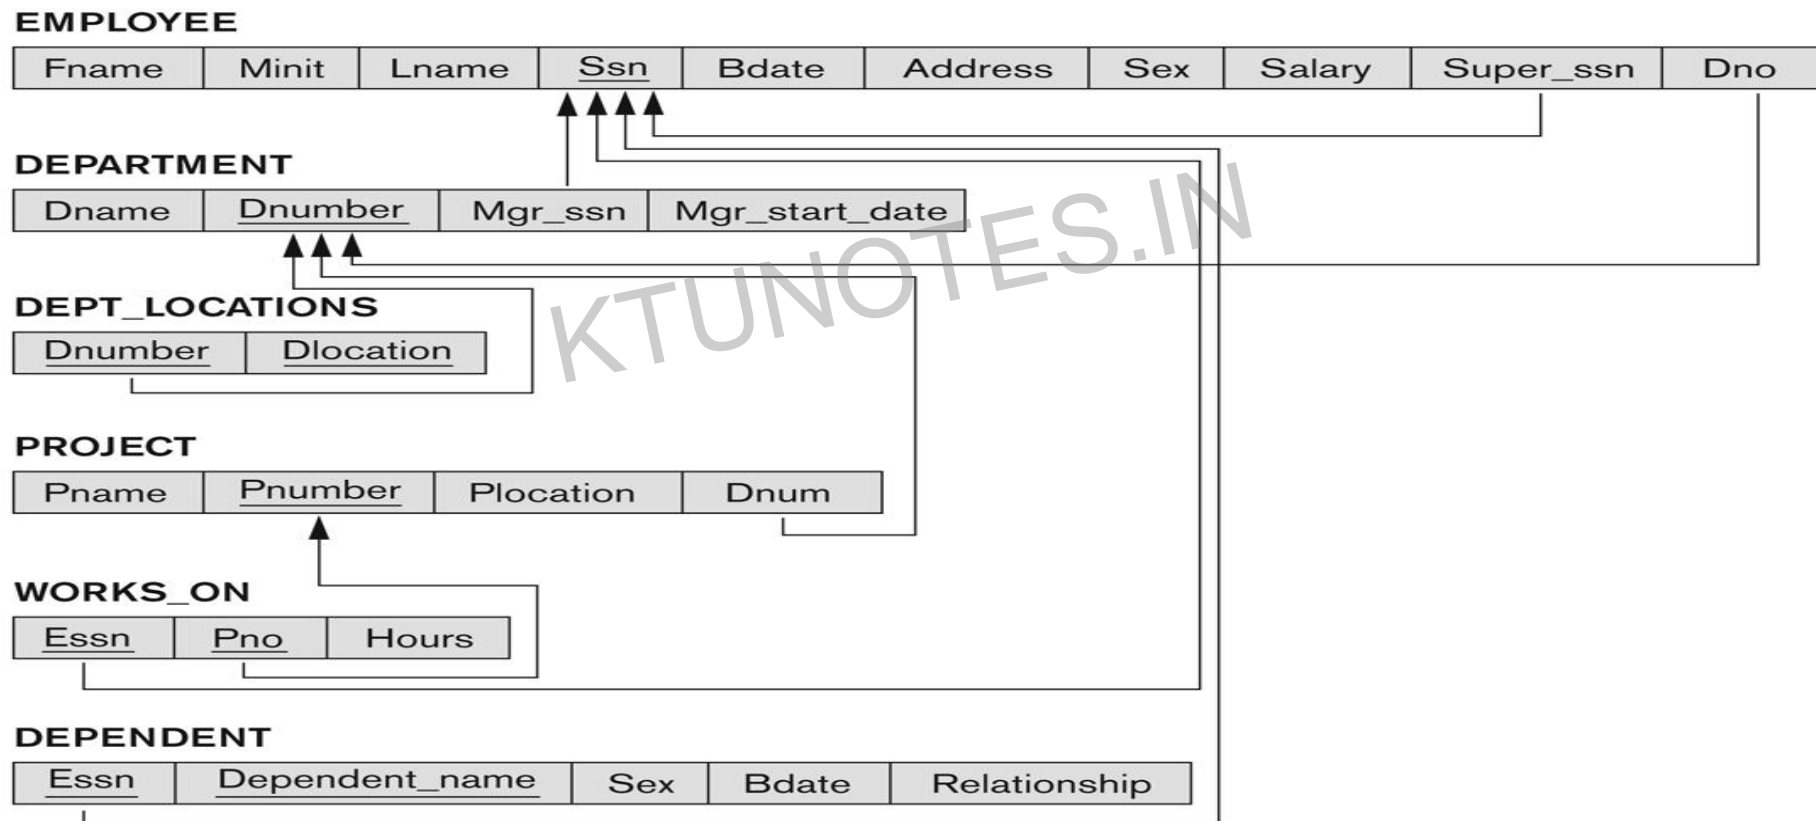 EMPLOYEE
Fname Minit Lname Ssn Bdate Address Sex Salary Super_ssn Dno
DEPARTMENT
Dname Dnumber Mgr_ssn Mgr_start_date
KTUNOTES.IN
DEPT_LOCATIONS
Dnumber Dlocation
PROJECT
Pname Pnumber Plocation Dnum
WORKS_ON
Essn Pno Hours
DEPENDENT
Essn Dependent_name Sex Bdate Relationship